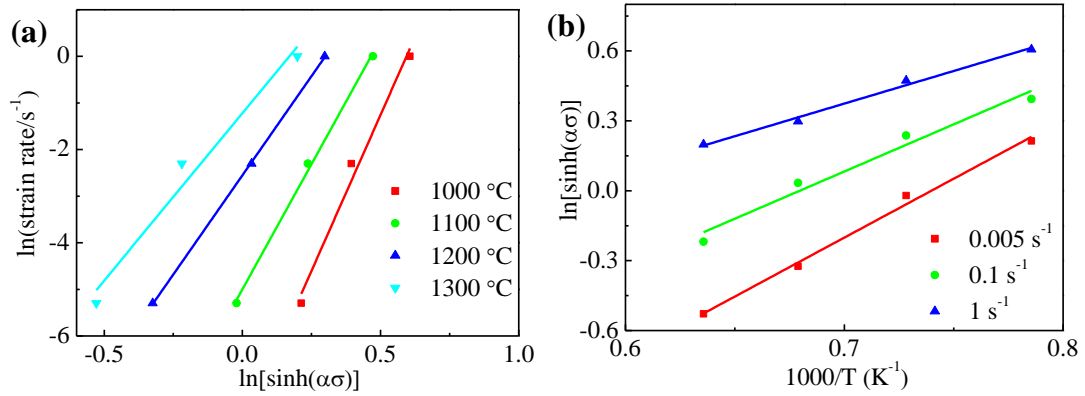 (a)
ln(strain rate/s⁻¹)
0
-2
-4
-6
-0.5
0.0
0.5
1.0
ln[sinh(ασ)]
1000 °C
1100 °C
1200 °C
1300 °C
(b)
ln[sinh(ασ)]
0.6
0.3
0.0
-0.3
-0.6
0.6
0.7
0.8
1000/T (K⁻¹)
0.005 s⁻¹
0.1 s⁻¹
1 s⁻¹